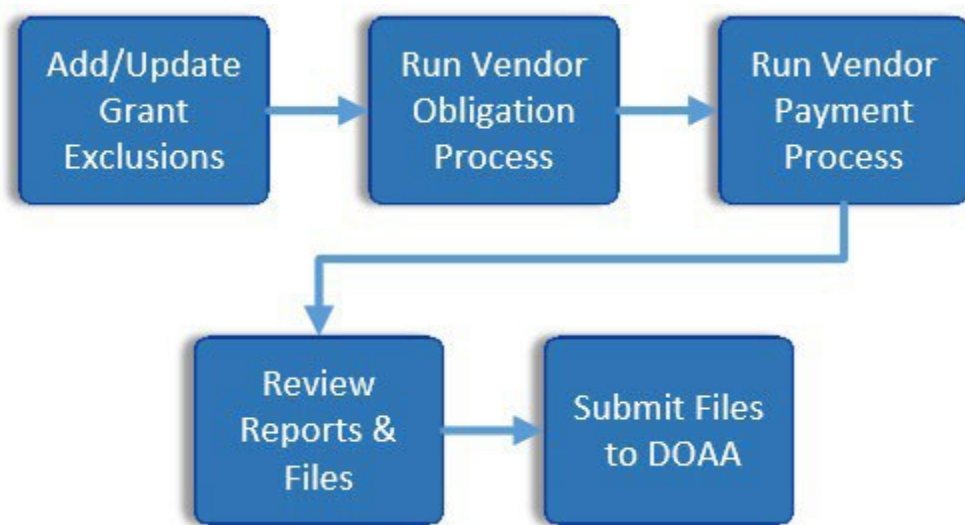 Add/Update
Grant
Exclusions
Run Vendor
Obligation
Process
Run Vendor
Payment
Process
Review
Reports &
Files
Submit Files
to DOAA